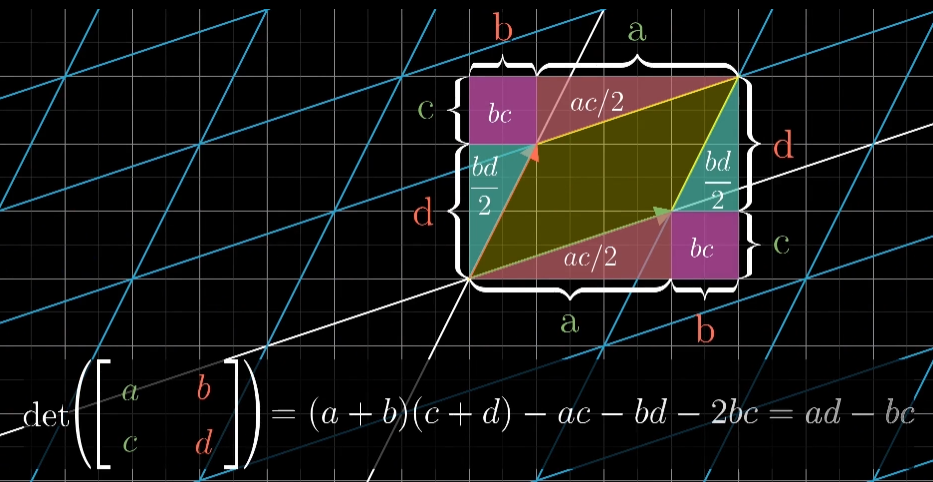 b a
c bc ac/2
bd/2 bd/2 d
d
ac/2 bc c
a b
det([a b; c d]) = (a + b)(c + d) − ac − bd − 2bc = ad − bc